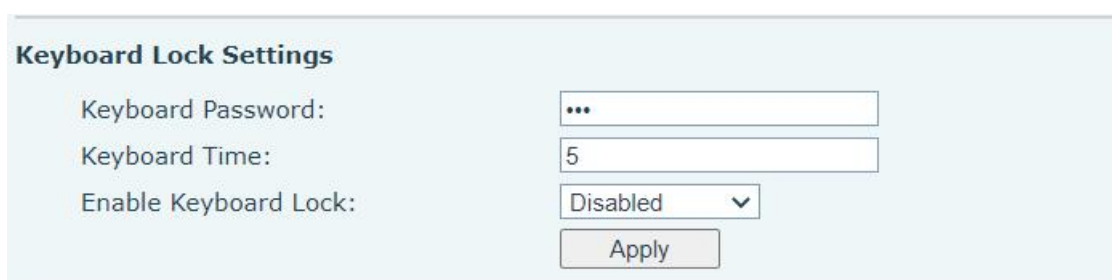 Keyboard Lock Settings
Keyboard Password: •••
Keyboard Time: 5
Enable Keyboard Lock: Disabled
Apply